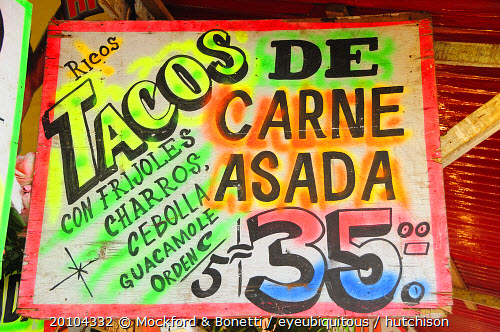 Ricos
TACOS DE
CARNE
ASADA
CON FRIJOLES
CHARROS,
CEBOLLA
GUACAMOLE
ORDEN C/5 = 35.00
20104332 © Mockford & Bonetti / eyeubiquitous / hutchison